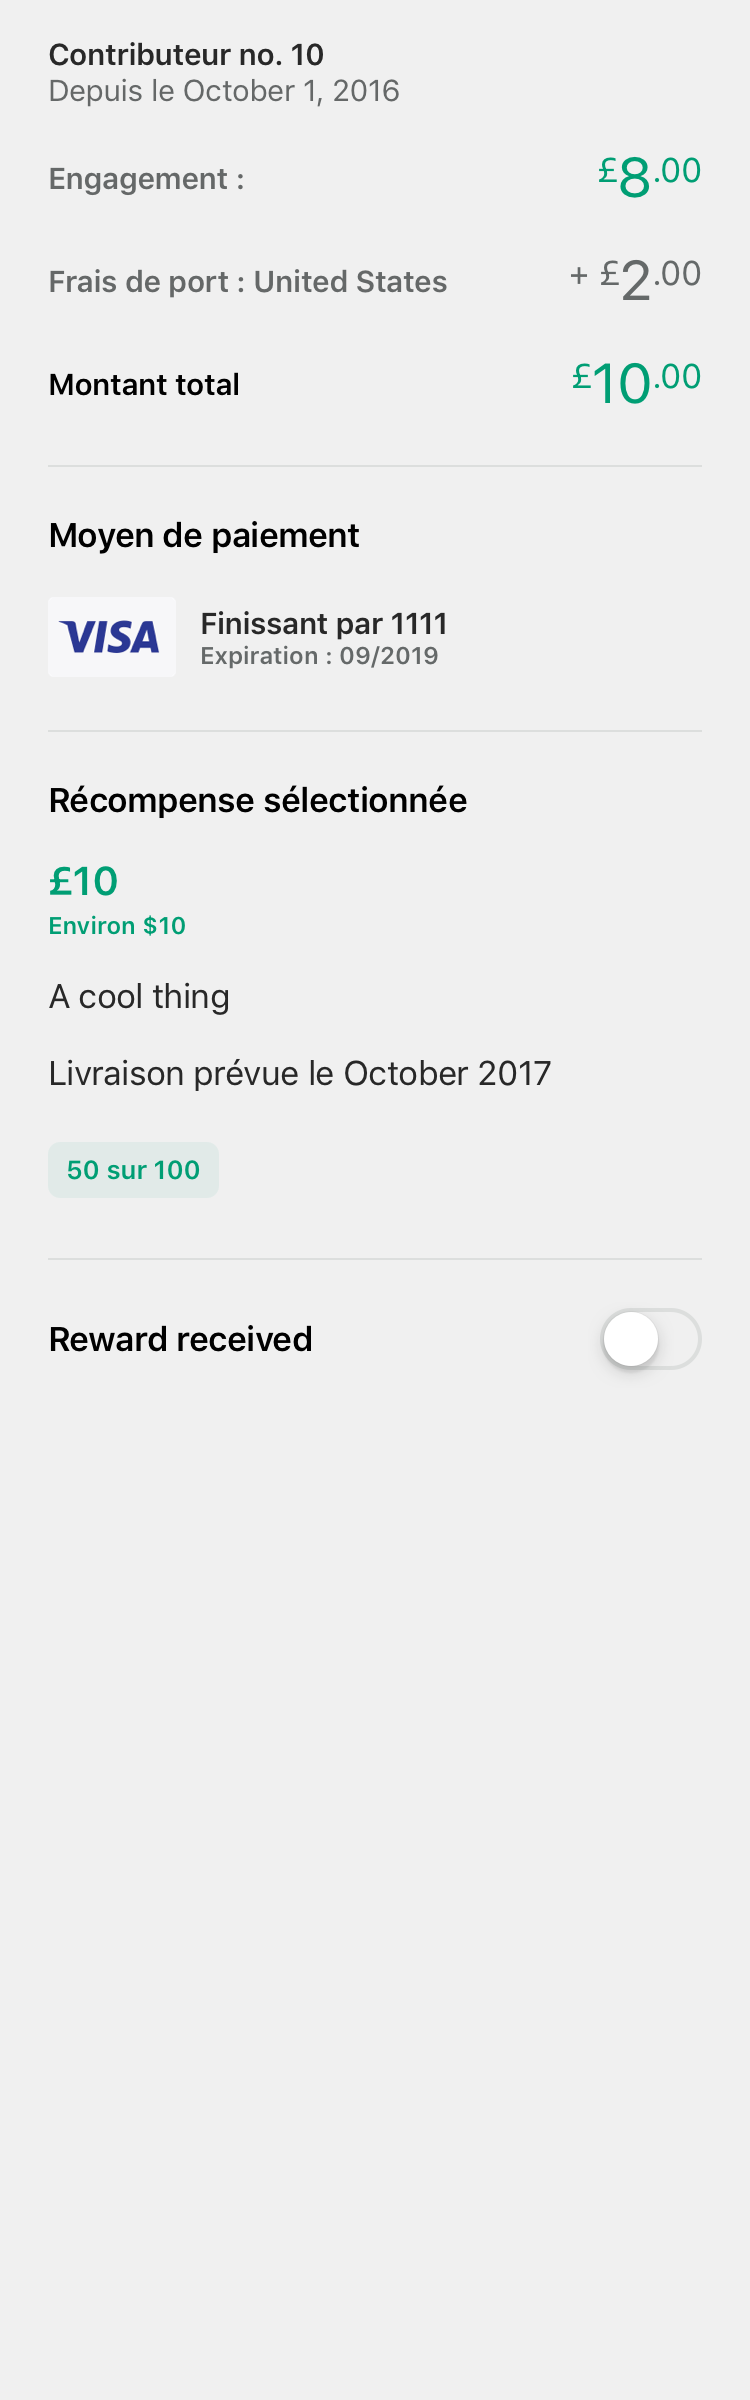 Contributeur no. 10
Depuis le October 1, 2016
Engagement : £8.00
Frais de port : United States + £2.00
Montant total £10.00
Moyen de paiement
VISA
Finissant par 1111
Expiration : 09/2019
Récompense sélectionnée
£10
Environ $10
A cool thing
Livraison prévue le October 2017
50 sur 100
Reward received